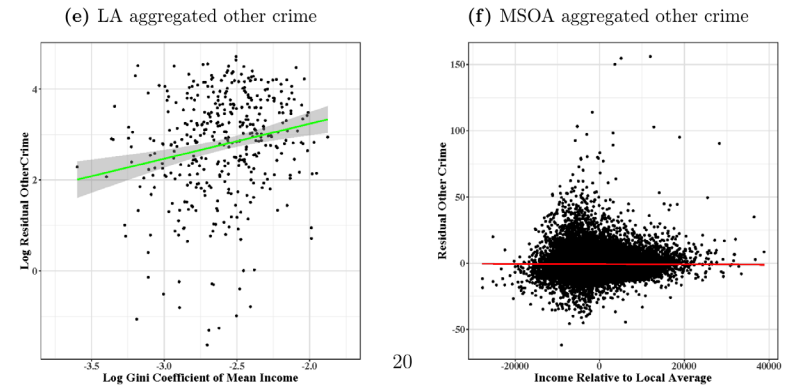 (e) LA aggregated other crime
4
2
0
-3.5 -3.0 -2.5 -2.0
Log Residual OtherCrime
Log Gini Coefficient of Mean Income
(f) MSOA aggregated other crime
150
100
50
0
-50
-20000 0 20000 40000
Residual Other Crime
Income Relative to Local Average
20